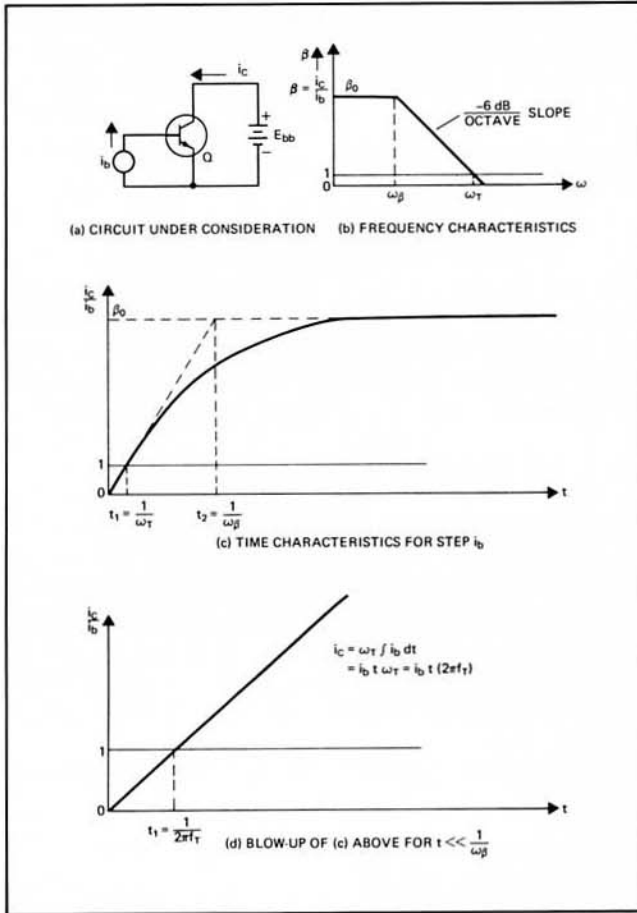 i_C
i_b
Q
+
E_bb
−
(a) CIRCUIT UNDER CONSIDERATION
β
β = i_C/i_b
β_0
−6 dB/OCTAVE SLOPE
1
0
ω_β
ω_T
ω
(b) FREQUENCY CHARACTERISTICS
i_C/i_b
β_0
1
0
t_1 = 1/ω_T
t_2 = 1/ω_β
t
(c) TIME CHARACTERISTICS FOR STEP i_b
i_C/i_b
i_C = ω_T ∫ i_b dt
= i_b t ω_T = i_b t (2πf_T)
1
0
t
t_1 = 1/2πf_T
(d) BLOW-UP OF (c) ABOVE FOR t << 1/ω_β